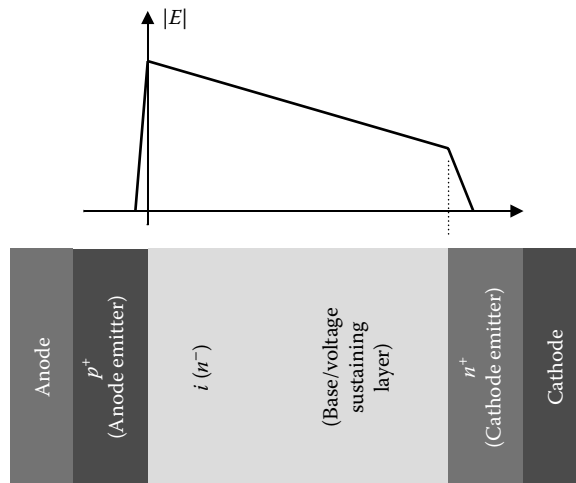 |E|
Anode
p⁺
(Anode emitter)
i (n⁻)
(Base/voltage
sustaining
layer)
n⁺
(Cathode emitter)
Cathode